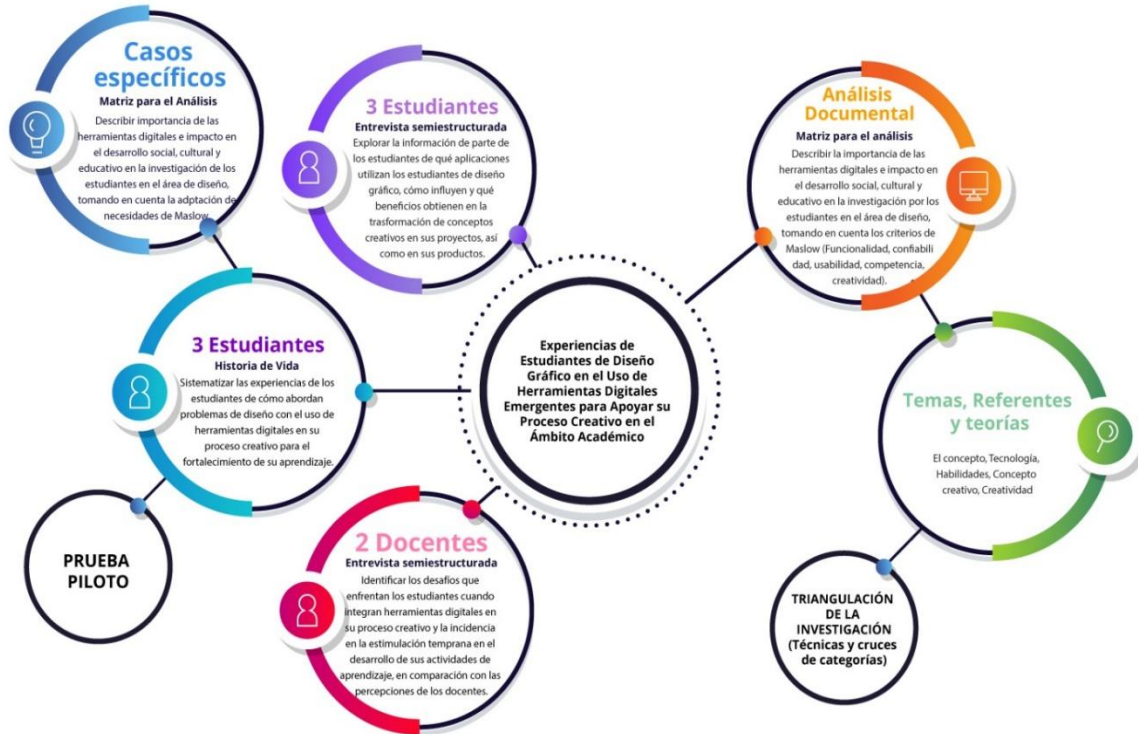 Casos
específicos
Matriz para el Análisis
Describir importancia de las
herramientas digitales e impacto en
el desarrollo social, cultural y
educativo en la investigación de los
estudiantes en el área de diseño,
tomando en cuenta la adptación de
necesidades de Maslow.
3 Estudiantes
Entrevista semiestructurada
Explorar la información de parte de
los estudiantes de qué aplicaciones
utilizan los estudiantes de diseño
gráfico, cómo influyen y qué
beneficios obtienen en la
trasformación de conceptos
creativos en sus proyectos, así
como en sus productos.
Análisis
Documental
Matriz para el análisis
Describir la importancia de las
herramientas digitales e impacto en
el desarrollo social, cultural y
educativo en la investigación por los
estudiantes en el área de diseño,
tomando en cuenta los criterios de
Maslow (Funcionalidad, confiabili
dad, usabilidad, competencia,
creatividad).
3 Estudiantes
Historia de Vida
Sistematizar las experiencias de los
estudiantes de cómo abordan
problemas de diseño con el uso de
herramientas digitales en su
proceso creativo para el
fortalecimiento de su aprendizaje.
Experiencias de
Estudiantes de Diseño
Gráfico en el Uso de
Herramientas Digitales
Emergentes para Apoyar su
Proceso Creativo en el
Ámbito Académico
Temas, Referentes
y teorías
El concepto, Tecnología,
Habilidades, Concepto
creativo, Creatividad
PRUEBA
PILOTO
2 Docentes
Entrevista semiestructurada
Identificar los desafíos que
enfrentan los estudiantes cuando
integran herramientas digitales en
su proceso creativo y la incidencia
en la estimulación temprana en el
desarrollo de sus actividades de
aprendizaje, en comparación con las
percepciones de los docentes.
TRIANGULACIÓN
DE LA
INVESTIGACIÓN
(Técnicas y cruces
de categorías)